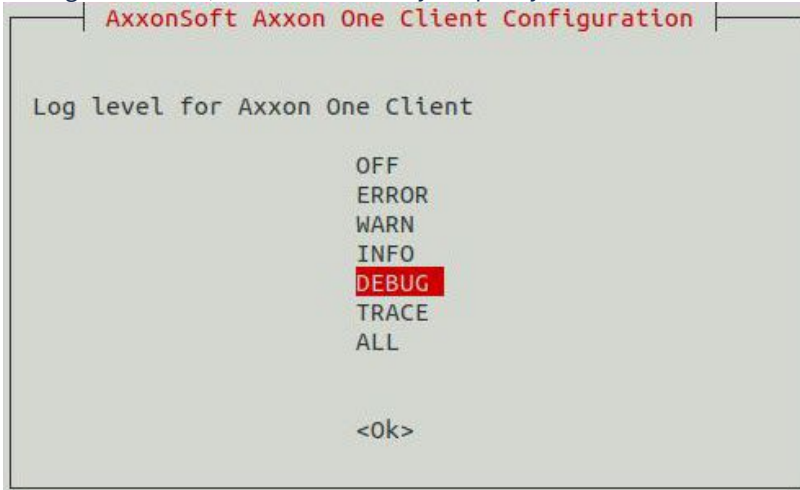 AxxonSoft Axxon One Client Configuration
Log level for Axxon One Client
OFF
ERROR
WARN
INFO
DEBUG
TRACE
ALL
<Ok>